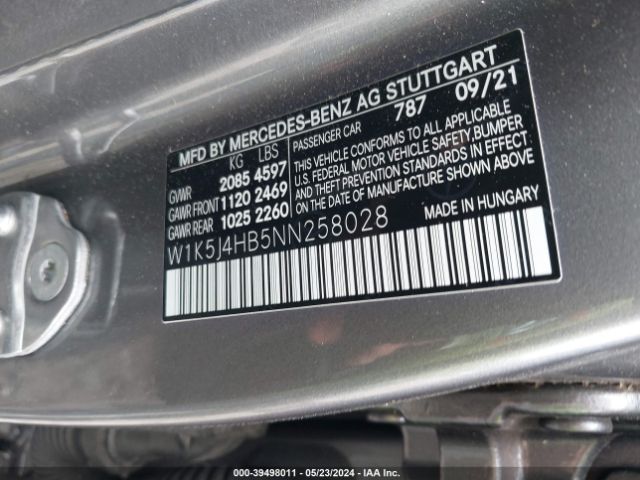 MFD BY MERCEDES-BENZ AG STUTTGART
KG LBS
GVWR 2085 4597
GAWR FRONT 1120 2469
GAWR REAR 1025 2260
PASSENGER CAR 787 09/21
THIS VEHICLE CONFORMS TO ALL APPLICABLE
U.S. FEDERAL MOTOR VEHICLE SAFETY, BUMPER
AND THEFT PREVENTION STANDARDS IN EFFECT
ON THE DATE OF MANUFACTURE SHOWN ABOVE.
W1K5J4HB5NN258028
MADE IN HUNGARY
000-39498011 - 05/23/2024 - IAA Inc.